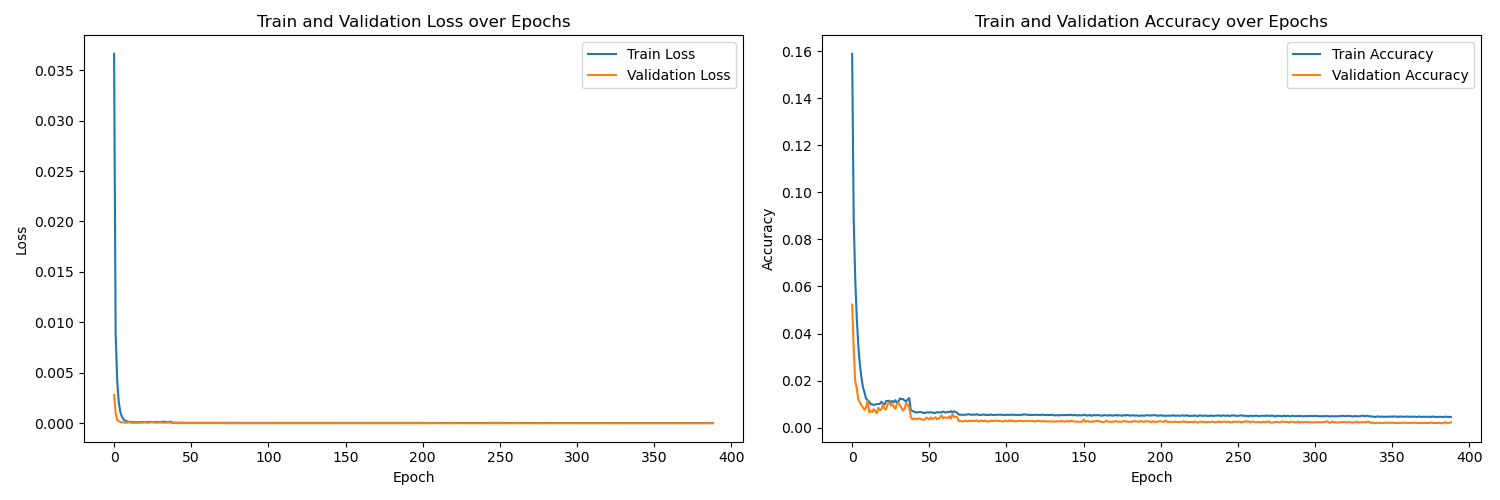 Train and Validation Loss over Epochs
Train Loss
Validation Loss
0.035
0.030
0.025
0.020
0.015
0.010
0.005
0.000
Loss
0 50 100 150 200 250 300 350 400
Epoch
Train and Validation Accuracy over Epochs
Train Accuracy
Validation Accuracy
0.16
0.14
0.12
0.10
0.08
0.06
0.04
0.02
0.00
Accuracy
0 50 100 150 200 250 300 350 400
Epoch